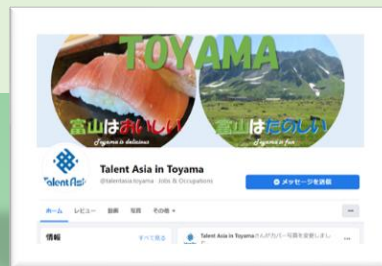 TOYAMA
富山はおいしい
Toyama is delicious
富山はたのしい
Toyama is fun
Talent Asia
Talent Asia in Toyama
@talentasia.toyama · Jobs & Occupations
メッセージを送信
ホーム レビュー 動画 写真 その他
情報 すべて見る
Talent Asia in Toyamaさんがカバー写真を変更しまし